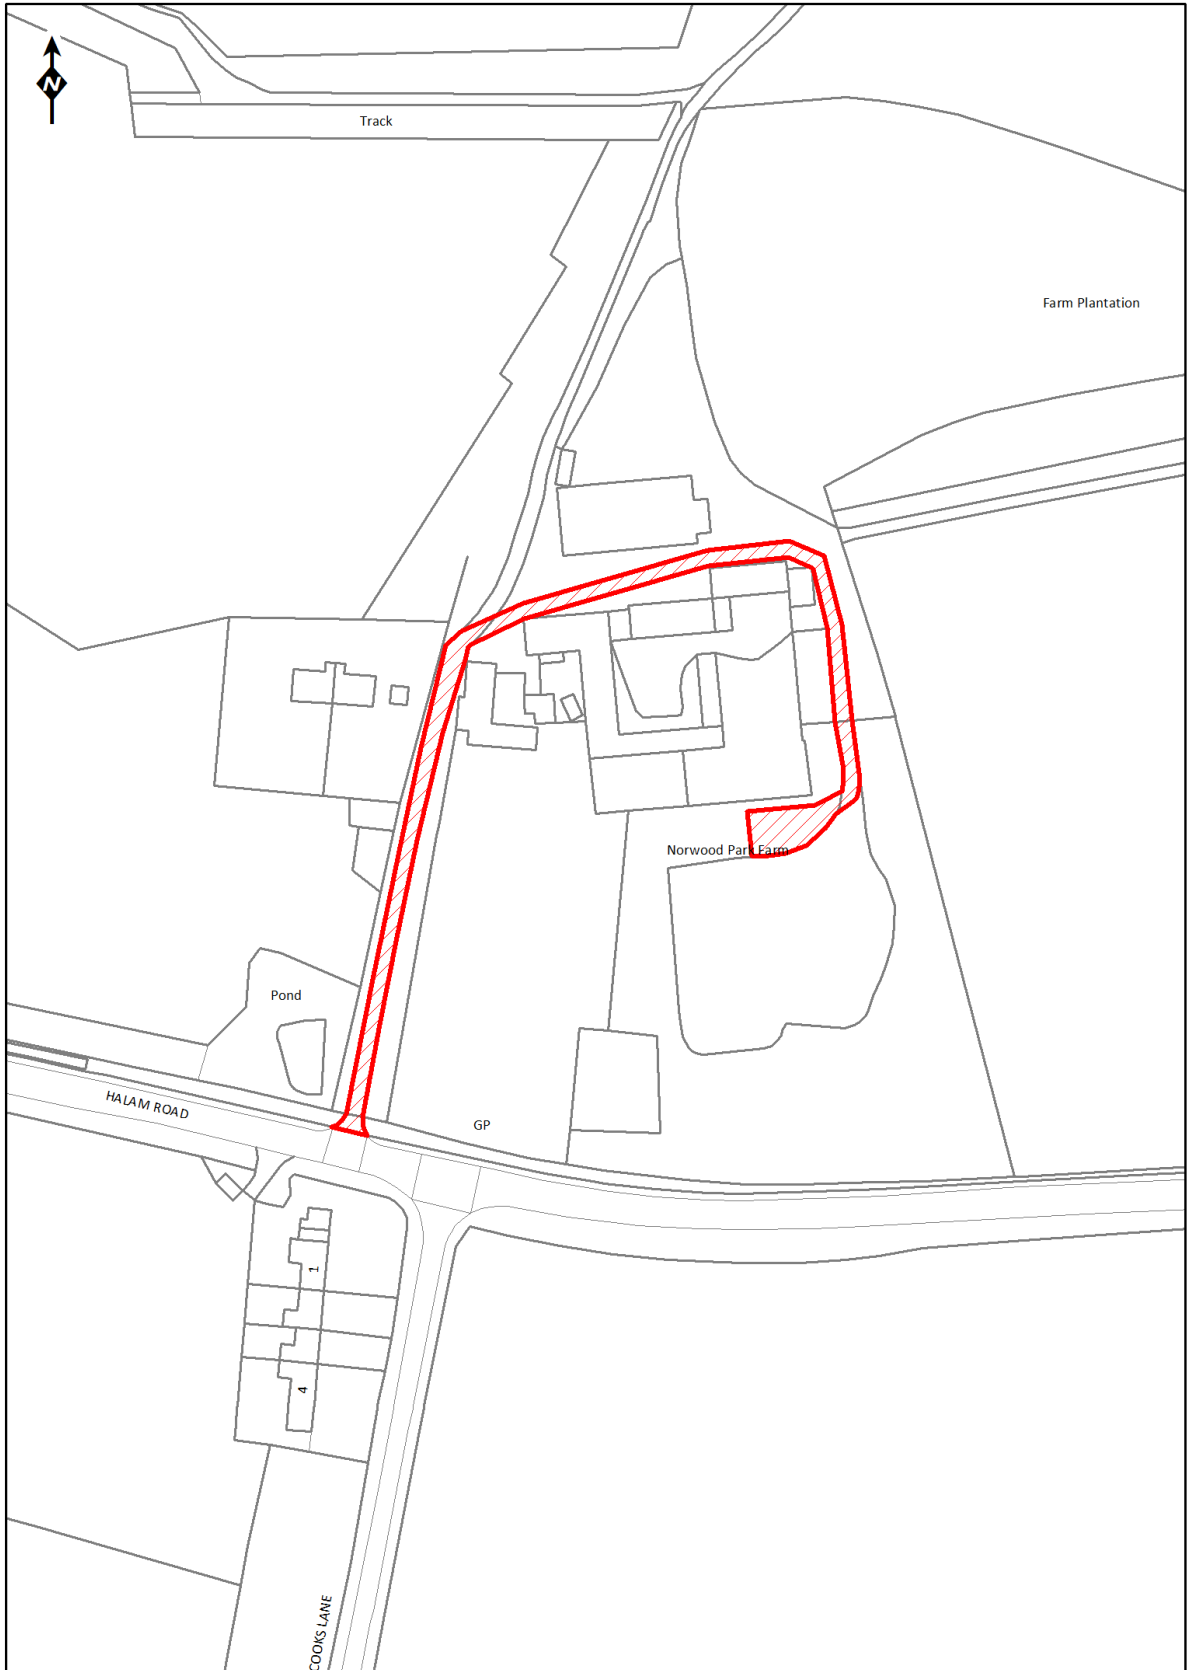 N
Track
Farm Plantation
Norwood Park Farm
Pond
HALAM ROAD
GP
1
4
COOKS LANE